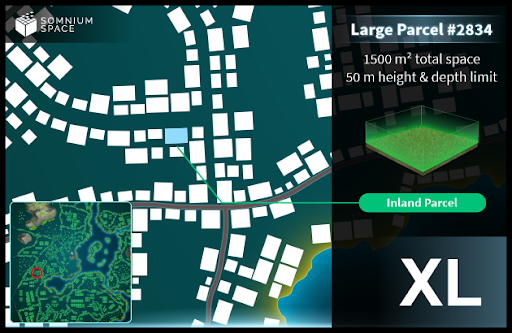 SOMNIUM
SPACE
Large Parcel #2834
1500 m² total space
50 m height & depth limit
Inland Parcel
XL